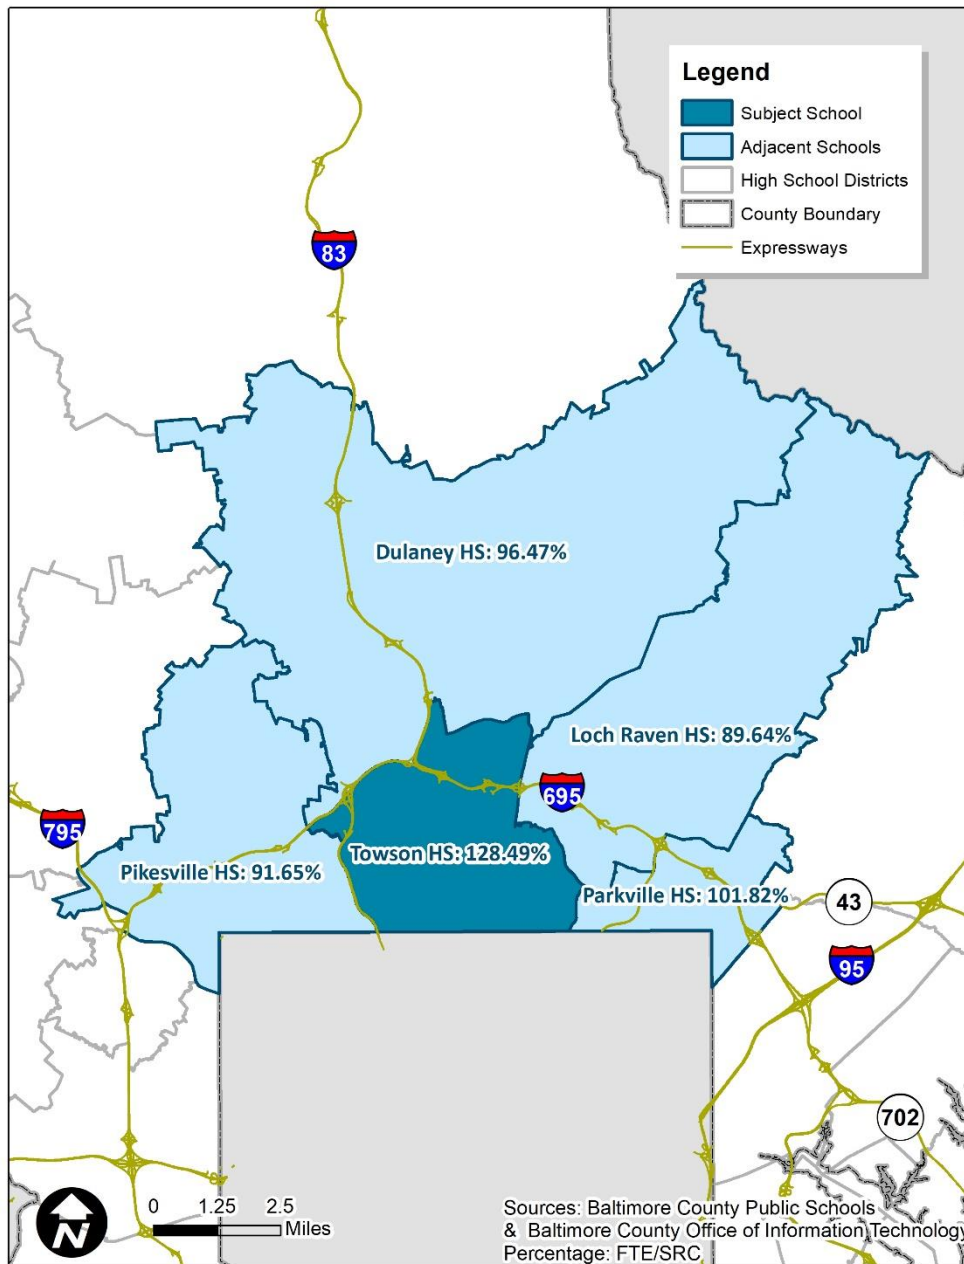 Legend
Subject School
Adjacent Schools
High School Districts
County Boundary
Expressways
83
Dulaney HS: 96.47%
Loch Raven HS: 89.64%
695
795
Towson HS: 128.49%
Pikesville HS: 91.65%
Parkville HS: 101.82%
43
95
702
N
0 1.25 2.5
Miles
Sources: Baltimore County Public Schools
& Baltimore County Office of Information Technology
Percentage: FTE/SRC